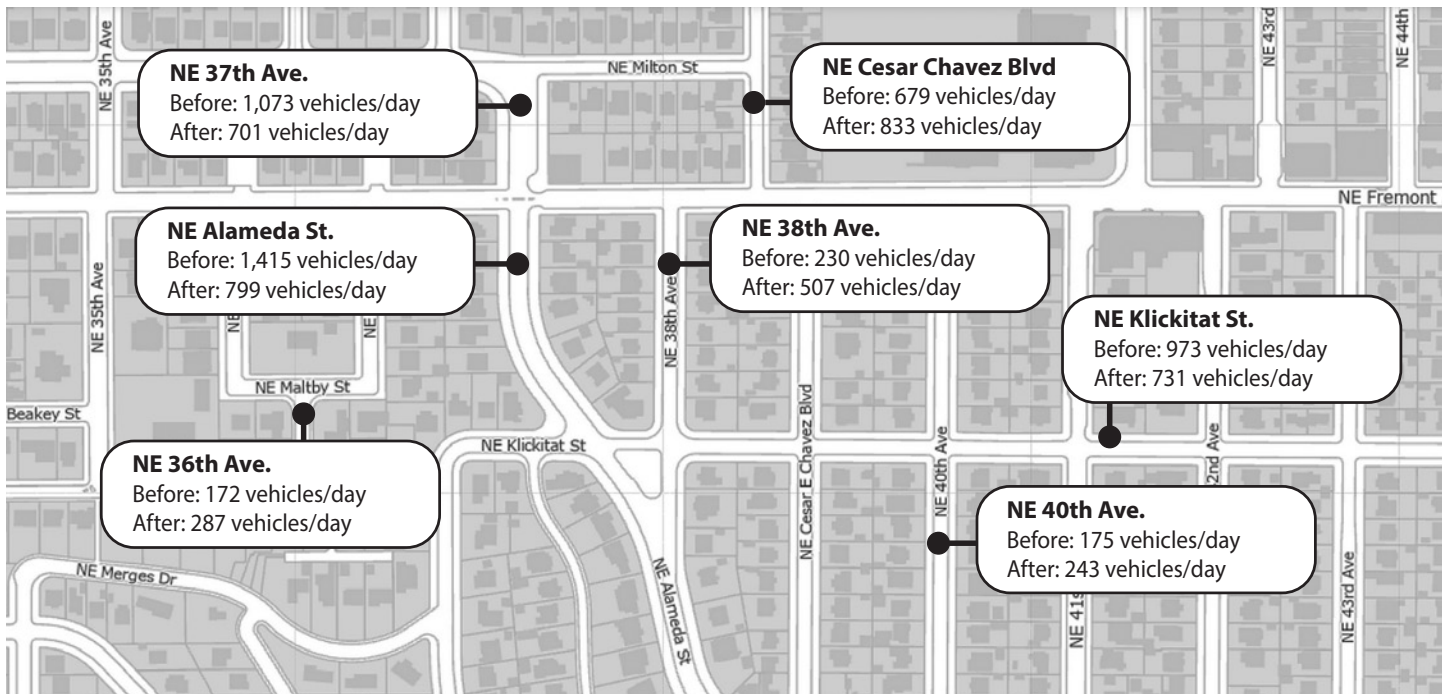 NE 35th Ave
NE 43rd
NE 44th
NE Milton St
NE 37th Ave.
Before: 1,073 vehicles/day
After: 701 vehicles/day
NE Cesar Chavez Blvd
Before: 679 vehicles/day
After: 833 vehicles/day
NE Fremont
NE Alameda St.
Before: 1,415 vehicles/day
After: 799 vehicles/day
NE 38th Ave.
Before: 230 vehicles/day
After: 507 vehicles/day
NE 35th Ave
NE
NE
NE 38th Ave
NE Klickitat St.
Before: 973 vehicles/day
After: 731 vehicles/day
NE Maltby St
Beakey St
NE Klickitat St
NE Cesar E Chavez Blvd
NE 40th Ave
2nd Ave
NE 36th Ave.
Before: 172 vehicles/day
After: 287 vehicles/day
NE 40th Ave.
Before: 175 vehicles/day
After: 243 vehicles/day
NE Merges Dr
NE Alameda St
NE 41s
NE 43rd Ave